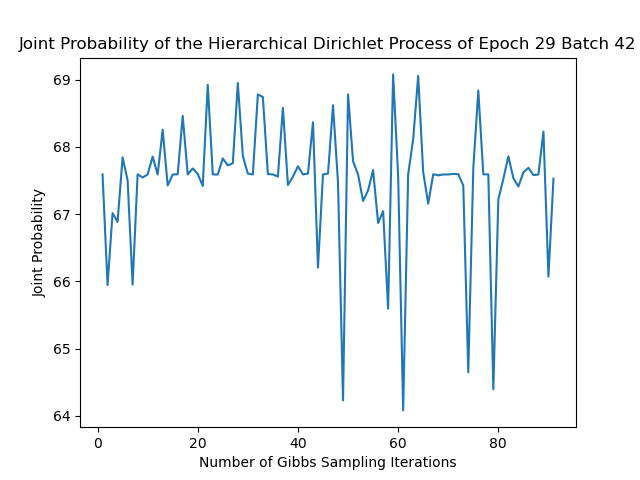 Joint Probability of the Hierarchical Dirichlet Process of Epoch 29 Batch 42
69
68
67
66
65
64
Joint Probability
0 20 40 60 80
Number of Gibbs Sampling Iterations